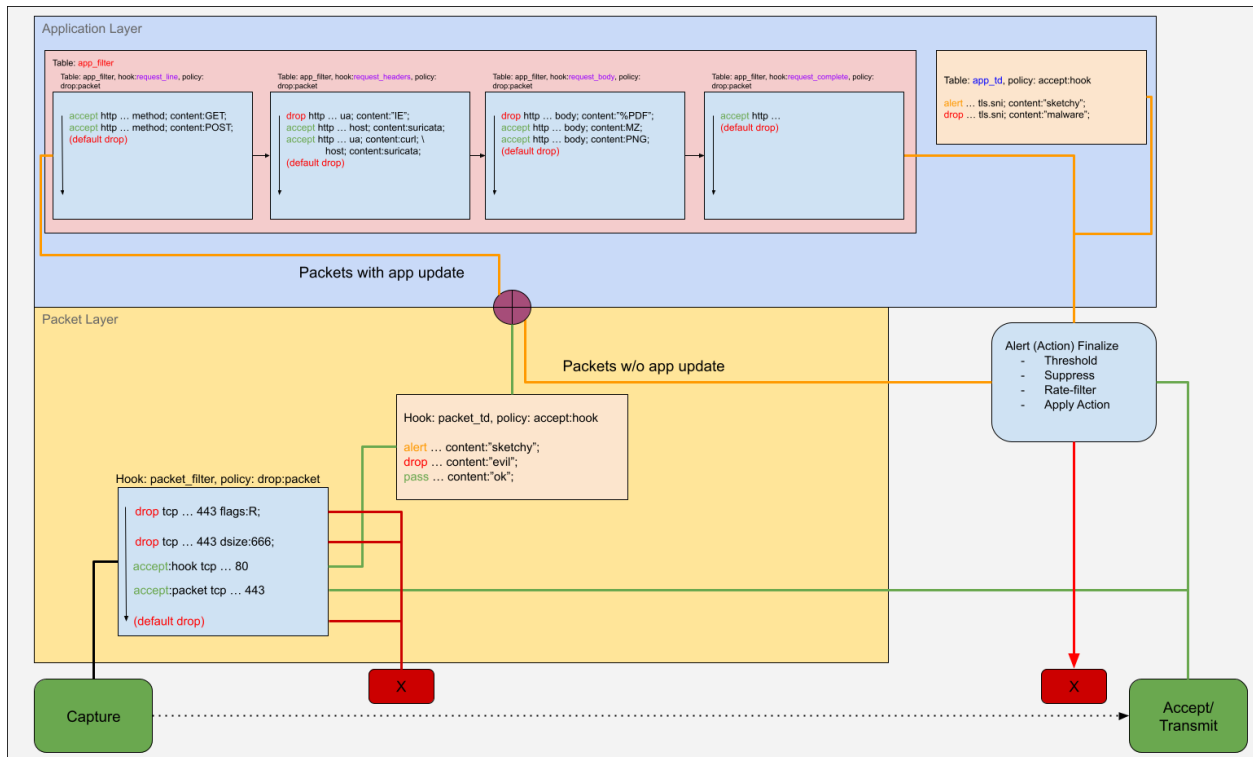 Application Layer
Table: app_filter
Table: app_filter, hook:request_line, policy:
drop:packet
accept http … method; content:GET;
accept http … method; content:POST;
(default drop)
Table: app_filter, hook:request_headers, policy:
drop:packet
drop http … ua; content:"IE";
accept http … host; content:suricata;
accept http … ua; content:curl; \
host; content:suricata;
(default drop)
Table: app_filter, hook:request_body, policy:
drop:packet
drop http … body; content:"%PDF";
accept http … body; content:MZ;
accept http … body; content:PNG;
(default drop)
Table: app_filter, hook:request_complete, policy:
drop:packet
accept http …
(default drop)
Table: app_td, policy: accept:hook
alert … tls.sni; content:"sketchy";
drop … tls.sni; content:"malware";
Packets with app update
Packet Layer
Packets w/o app update
Alert (Action) Finalize
- Threshold
- Suppress
- Rate-filter
- Apply Action
Hook: packet_td, policy: accept:hook
alert … content:"sketchy";
drop … content:"evil";
pass … content:"ok";
Hook: packet_filter, policy: drop:packet
drop tcp … 443 flags:R;
drop tcp … 443 dsize:666;
accept:hook tcp … 80
accept:packet tcp … 443
(default drop)
X
X
Capture
Accept/
Transmit